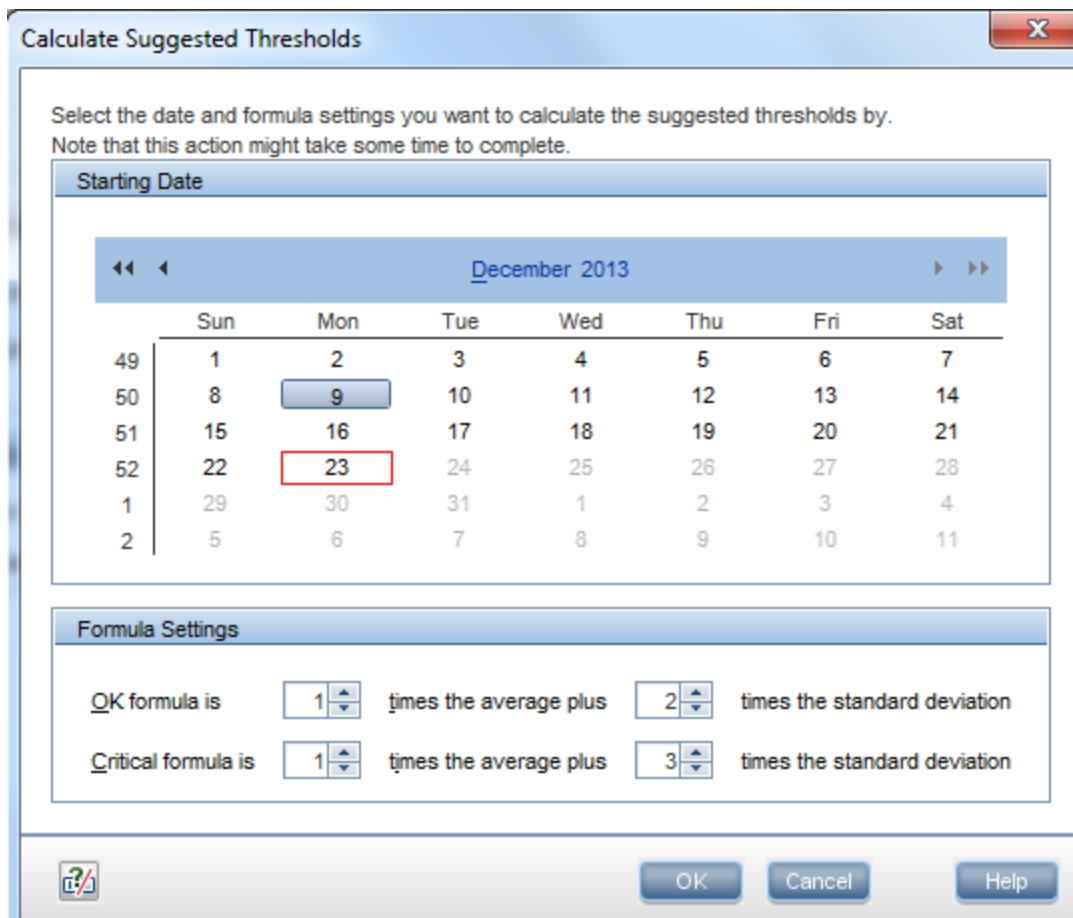 Calculate Suggested Thresholds
Select the date and formula settings you want to calculate the suggested thresholds by.
Note that this action might take some time to complete.
Starting Date
December 2013
Sun Mon Tue Wed Thu Fri Sat
49 1 2 3 4 5 6 7
50 8 9 10 11 12 13 14
51 15 16 17 18 19 20 21
52 22 23 24 25 26 27 28
1 29 30 31 1 2 3 4
2 5 6 7 8 9 10 11
Formula Settings
OK formula is 1 times the average plus 2 times the standard deviation
Critical formula is 1 times the average plus 3 times the standard deviation
OK Cancel Help